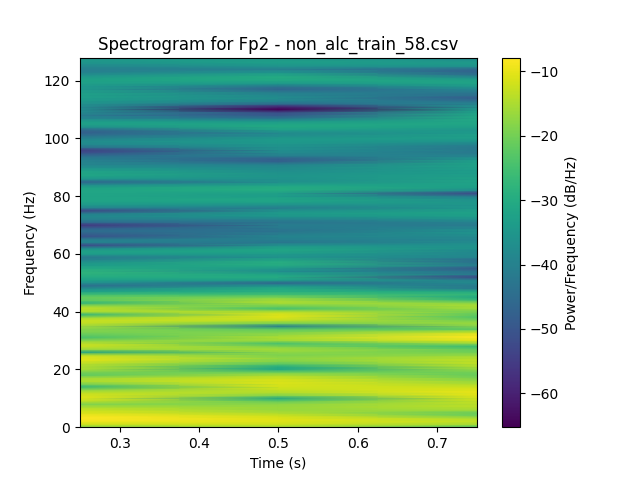 Spectrogram for Fp2 - non_alc_train_58.csv
120
100
80
60
40
20
0
Frequency (Hz)
0.3 0.4 0.5 0.6 0.7
Time (s)
−10
−20
−30
−40
−50
−60
Power/Frequency (dB/Hz)